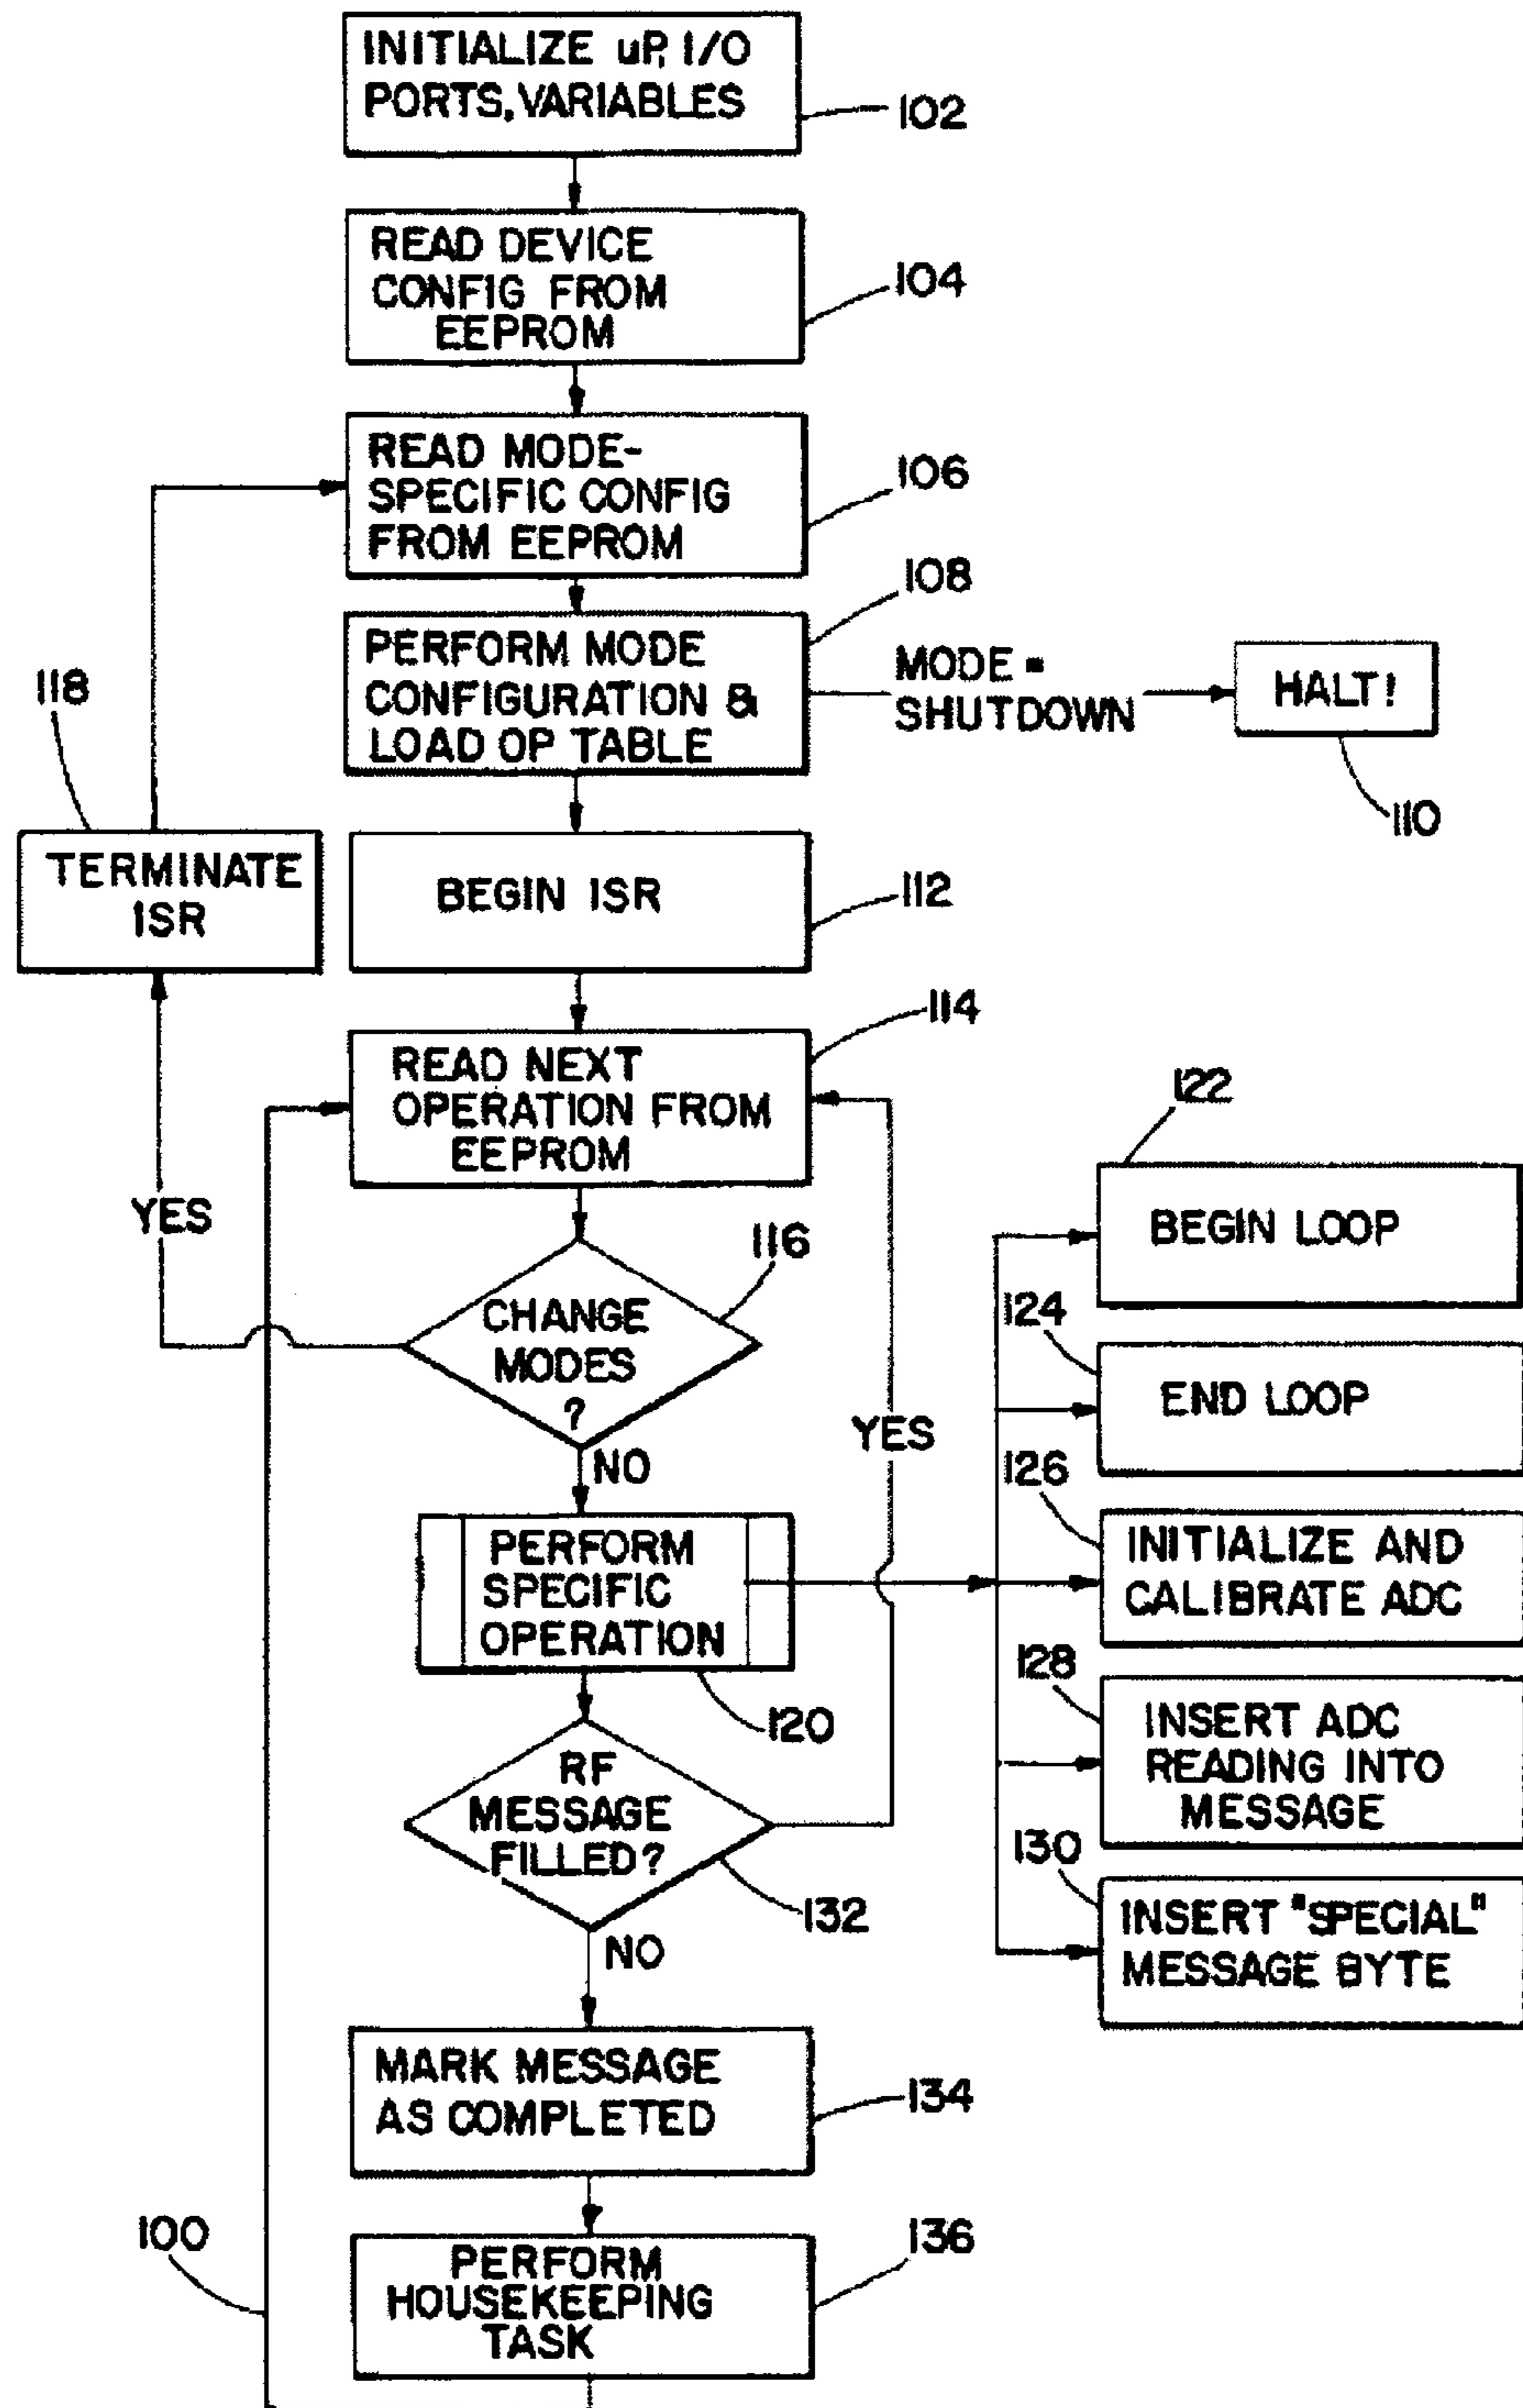 INITIALIZE uP, I/O
PORTS, VARIABLES
102
READ DEVICE
CONFIG FROM
EEPROM
104
READ MODE-
SPECIFIC CONFIG
FROM EEPROM
106
108
PERFORM MODE
CONFIGURATION &
LOAD OP TABLE
MODE =
SHUTDOWN
HALT!
110
118
TERMINATE
ISR
BEGIN ISR
112
114
READ NEXT
OPERATION FROM
EEPROM
YES
116
CHANGE
MODES
?
NO
YES
122
BEGIN LOOP
124
END LOOP
126
INITIALIZE AND
CALIBRATE ADC
PERFORM
SPECIFIC
OPERATION
120
128
INSERT ADC
READING INTO
MESSAGE
130
INSERT "SPECIAL"
MESSAGE BYTE
RF
MESSAGE
FILLED?
132
NO
MARK MESSAGE
AS COMPLETED
134
100
PERFORM
HOUSEKEEPING
TASK
136